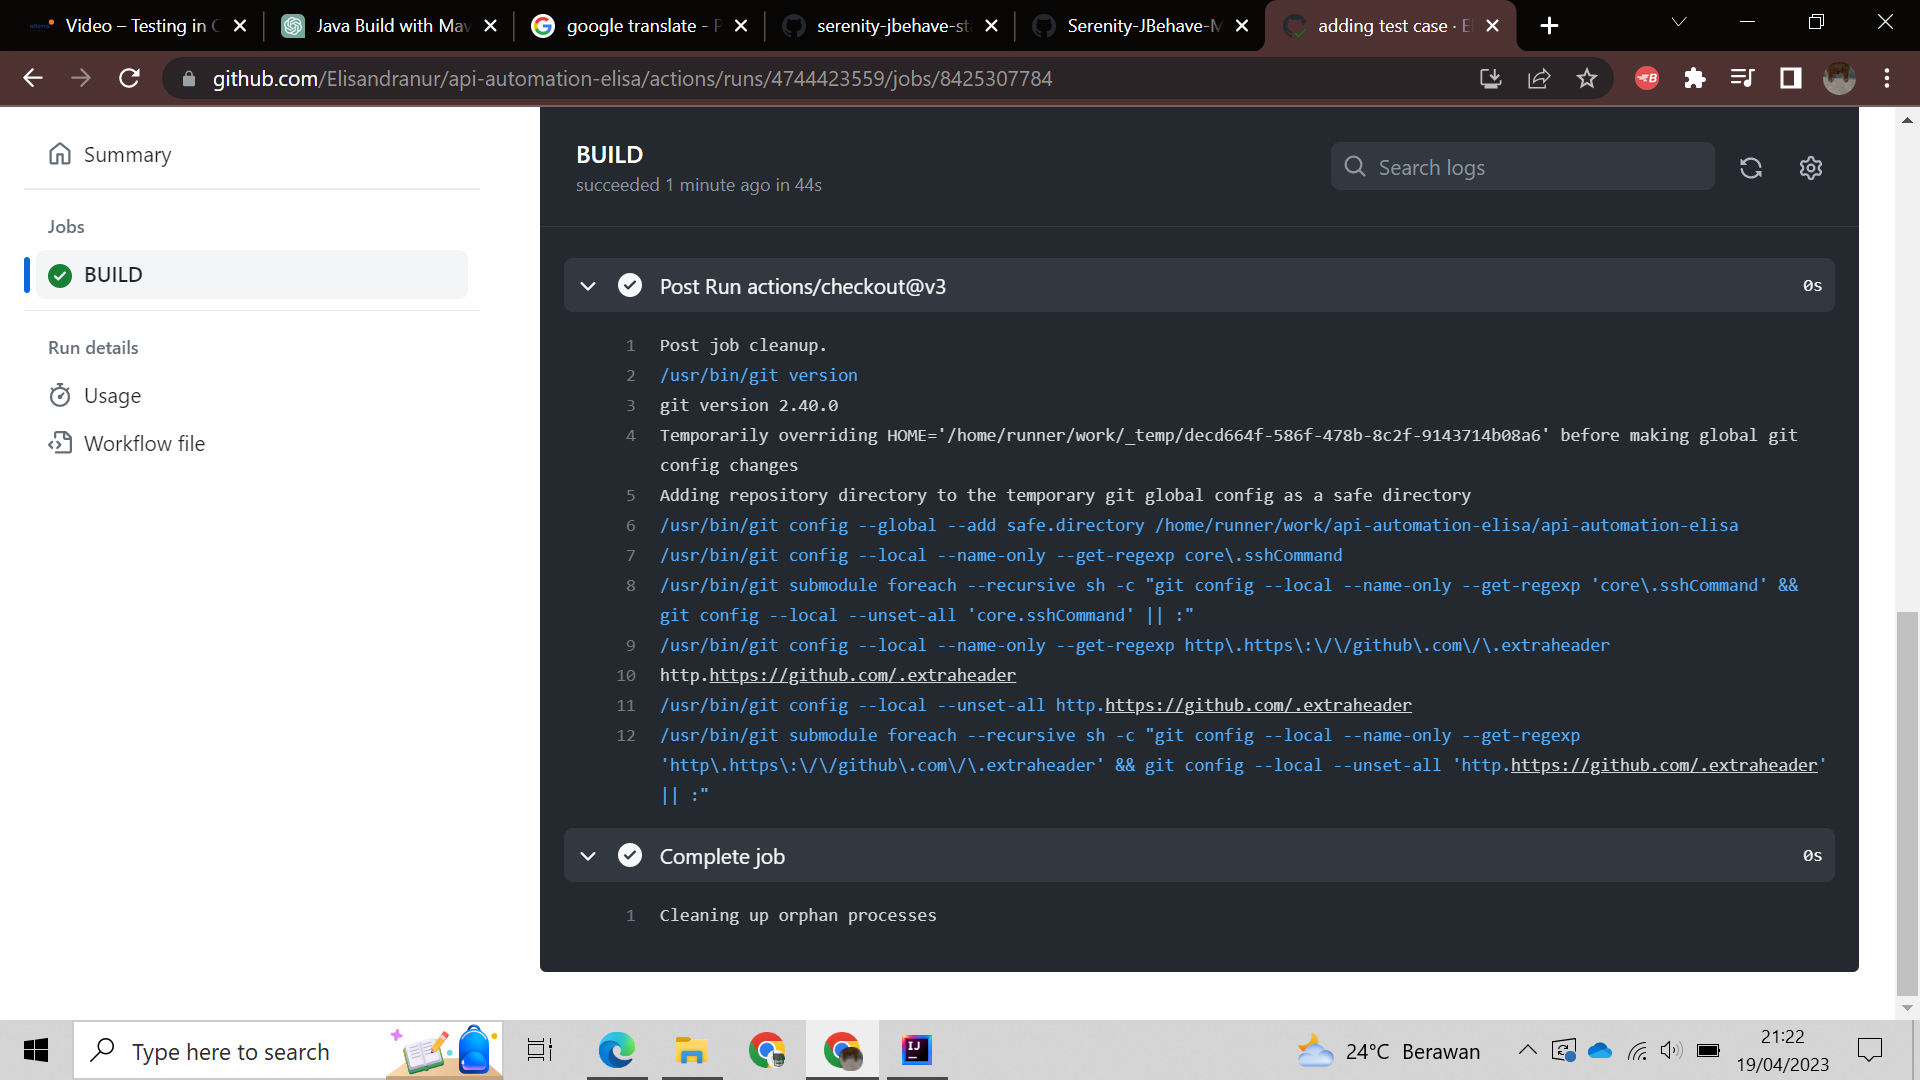 Video – Testing in
Java Build with Mav
google translate - P
serenity-jbehave-sta
Serenity-JBehave-M
adding test case · El
github.com/Elisandranur/api-automation-elisa/actions/runs/4744423559/jobs/8425307784
Summary
Jobs
BUILD
Run details
Usage
Workflow file
BUILD
succeeded 1 minute ago in 44s
Search logs
Post Run actions/checkout@v3
0s
1 Post job cleanup.
2 /usr/bin/git version
3 git version 2.40.0
4 Temporarily overriding HOME='/home/runner/work/_temp/decd664f-586f-478b-8c2f-9143714b08a6' before making global git
config changes
5 Adding repository directory to the temporary git global config as a safe directory
6 /usr/bin/git config --global --add safe.directory /home/runner/work/api-automation-elisa/api-automation-elisa
7 /usr/bin/git config --local --name-only --get-regexp core\.sshCommand
8 /usr/bin/git submodule foreach --recursive sh -c "git config --local --name-only --get-regexp 'core\.sshCommand' &&
git config --local --unset-all 'core.sshCommand' || :"
9 /usr/bin/git config --local --name-only --get-regexp http\.https\:\/\/github\.com\/\.extraheader
10 http.https://github.com/.extraheader
11 /usr/bin/git config --local --unset-all http.https://github.com/.extraheader
12 /usr/bin/git submodule foreach --recursive sh -c "git config --local --name-only --get-regexp
'http\.https\:\/\/github\.com\/\.extraheader' && git config --local --unset-all 'http.https://github.com/.extraheader'
|| :"
Complete job
0s
1 Cleaning up orphan processes
Type here to search
24°C Berawan
21:22
19/04/2023